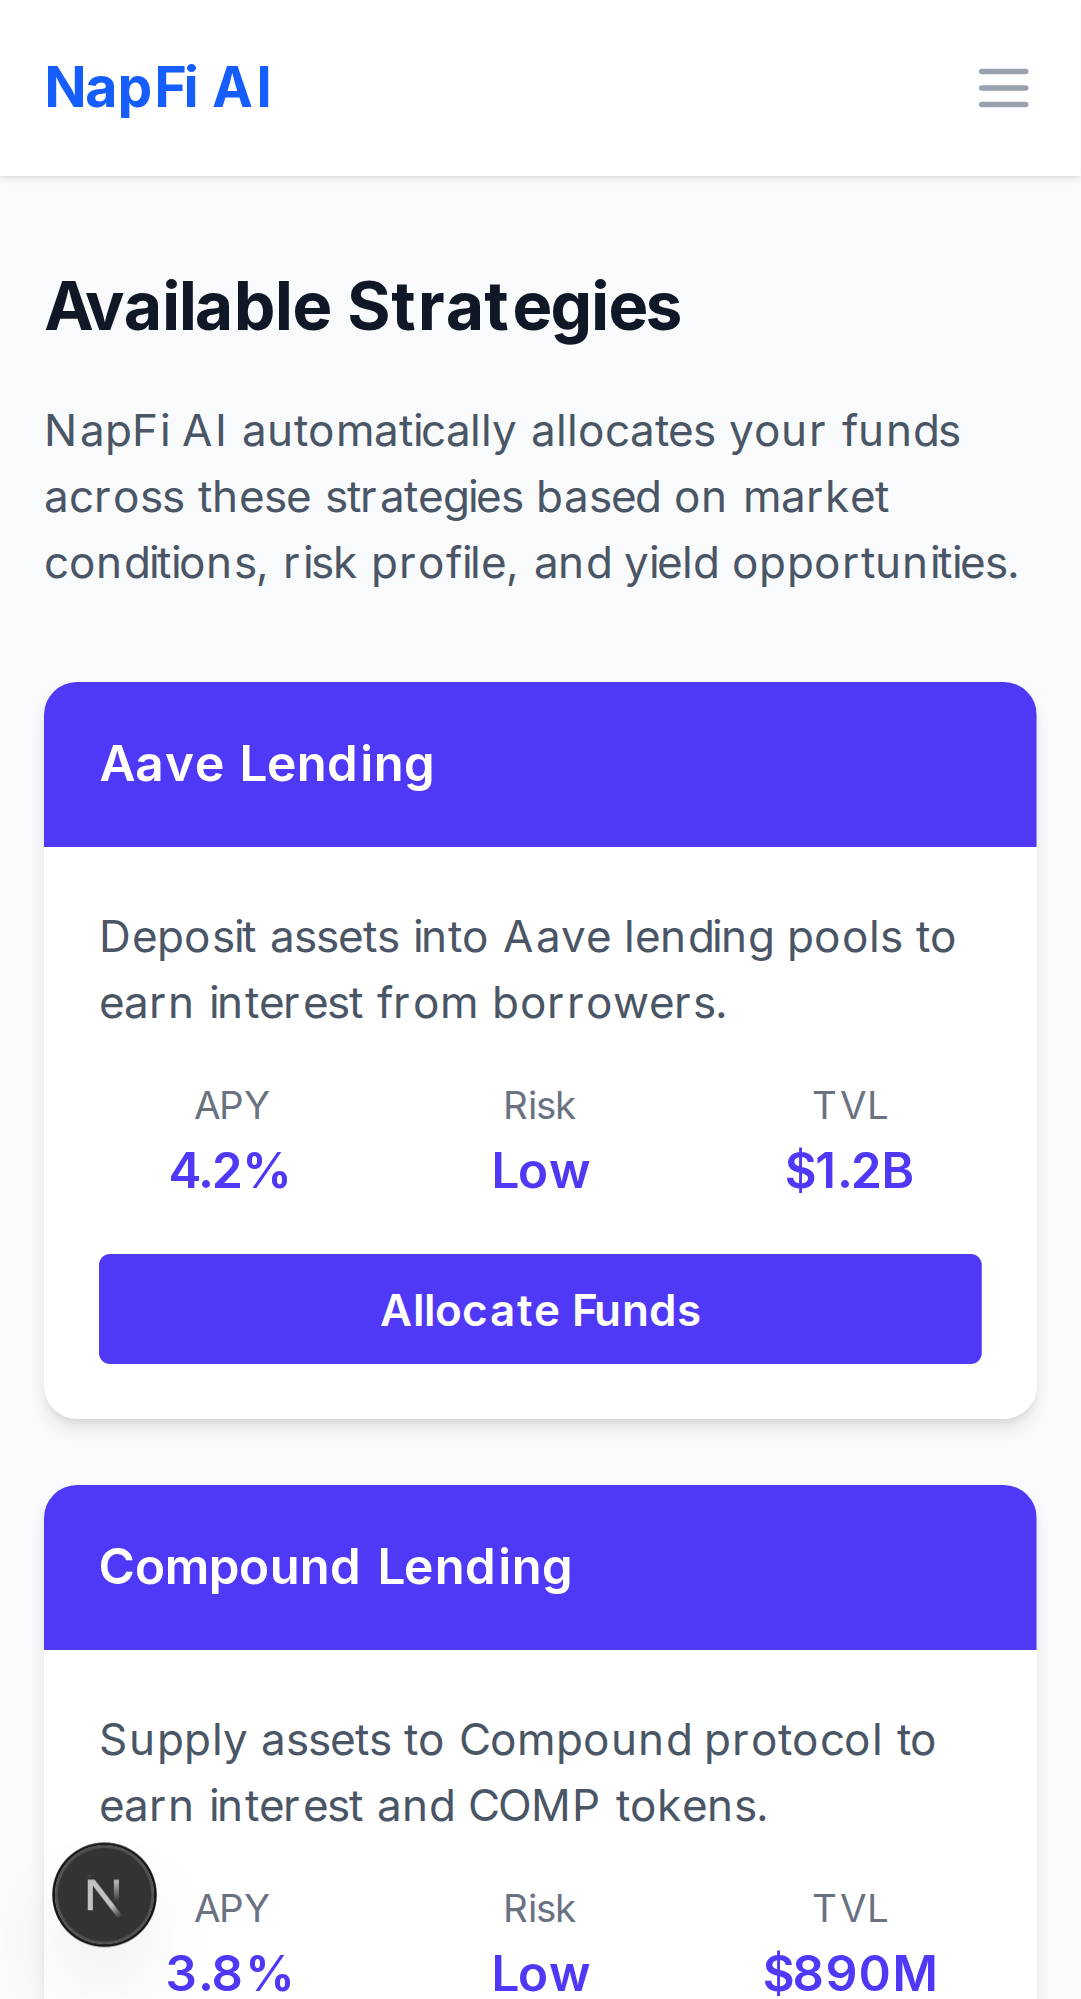 NapFi AI
Available Strategies
NapFi AI automatically allocates your funds
across these strategies based on market
conditions, risk profile, and yield opportunities.
Aave Lending
Deposit assets into Aave lending pools to
earn interest from borrowers.
APY Risk TVL
4.2% Low $1.2B
Allocate Funds
Compound Lending
Supply assets to Compound protocol to
earn interest and COMP tokens.
N
APY Risk TVL
3.8% Low $890M